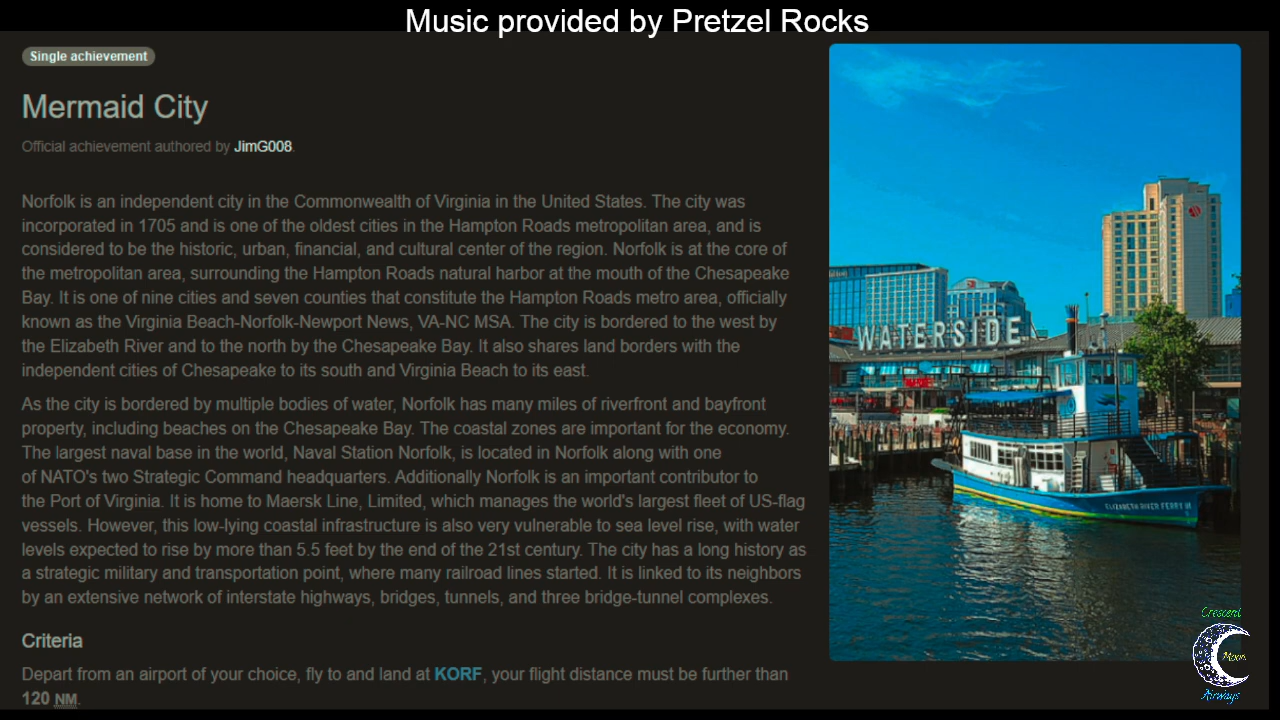 Music provided by Pretzel Rocks
Single achievement
Mermaid City
Official achievement authored by JimG008.
Norfolk is an independent city in the Commonwealth of Virginia in the United States. The city was
incorporated in 1705 and is one of the oldest cities in the Hampton Roads metropolitan area, and is
considered to be the historic, urban, financial, and cultural center of the region. Norfolk is at the core of
the metropolitan area, surrounding the Hampton Roads natural harbor at the mouth of the Chesapeake
Bay. It is one of nine cities and seven counties that constitute the Hampton Roads metro area, officially
known as the Virginia Beach-Norfolk-Newport News, VA-NC MSA. The city is bordered to the west by
the Elizabeth River and to the north by the Chesapeake Bay. It also shares land borders with the
independent cities of Chesapeake to its south and Virginia Beach to its east.
As the city is bordered by multiple bodies of water, Norfolk has many miles of riverfront and bayfront
property, including beaches on the Chesapeake Bay. The coastal zones are important for the economy.
The largest naval base in the world, Naval Station Norfolk, is located in Norfolk along with one
of NATO's two Strategic Command headquarters. Additionally Norfolk is an important contributor to
the Port of Virginia. It is home to Maersk Line, Limited, which manages the world's largest fleet of US-flag
vessels. However, this low-lying coastal infrastructure is also very vulnerable to sea level rise, with water
levels expected to rise by more than 5.5 feet by the end of the 21st century. The city has a long history as
a strategic military and transportation point, where many railroad lines started. It is linked to its neighbors
by an extensive network of interstate highways, bridges, tunnels, and three bridge-tunnel complexes.
Criteria
Depart from an airport of your choice, fly to and land at KORF, your flight distance must be further than
120 NM.
WATERSIDE
ELIZABETH RIVER FERRY III
Crescent
Moon
Airways